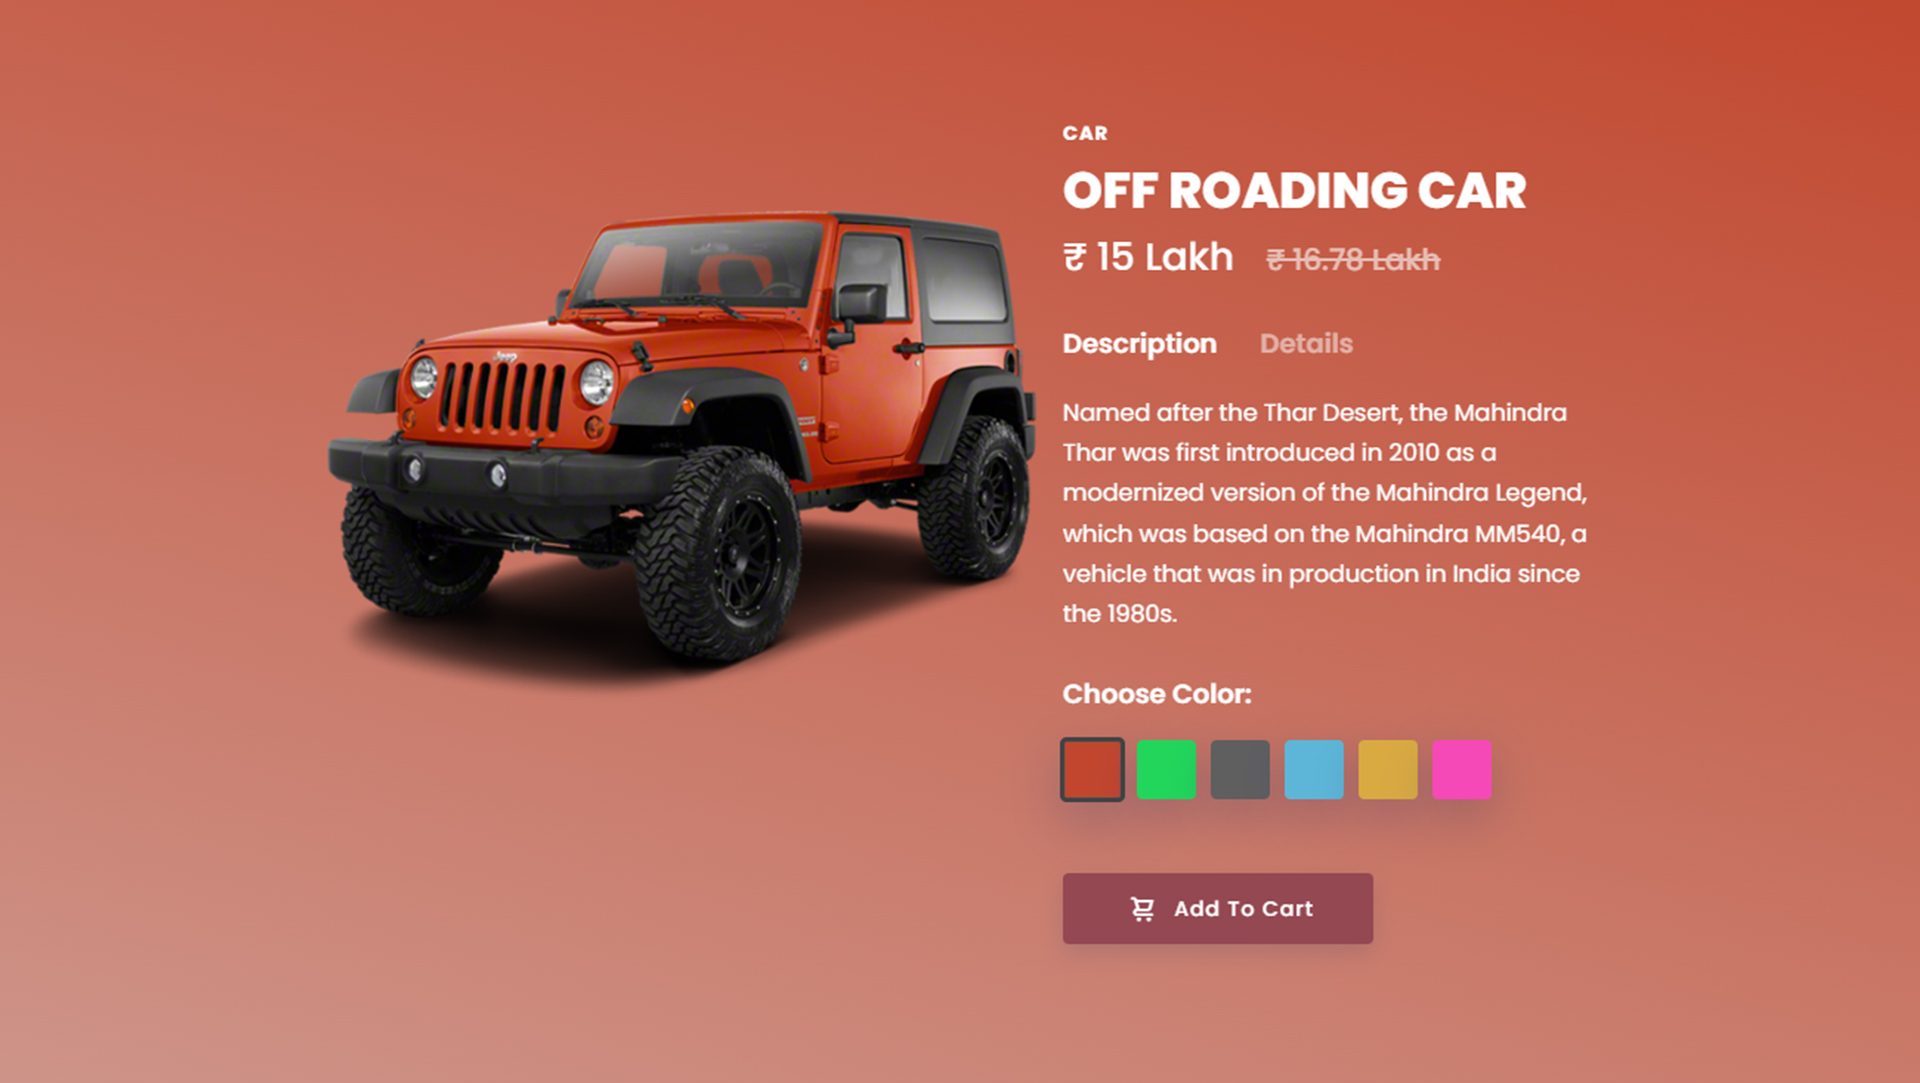 CAR
OFF ROADING CAR
₹ 15 Lakh ₹ 16.78 Lakh
Jeep
Description Details
Named after the Thar Desert, the Mahindra
Thar was first introduced in 2010 as a
modernized version of the Mahindra Legend,
which was based on the Mahindra MM540, a
vehicle that was in production in India since
the 1980s.
Choose Color:
Add To Cart